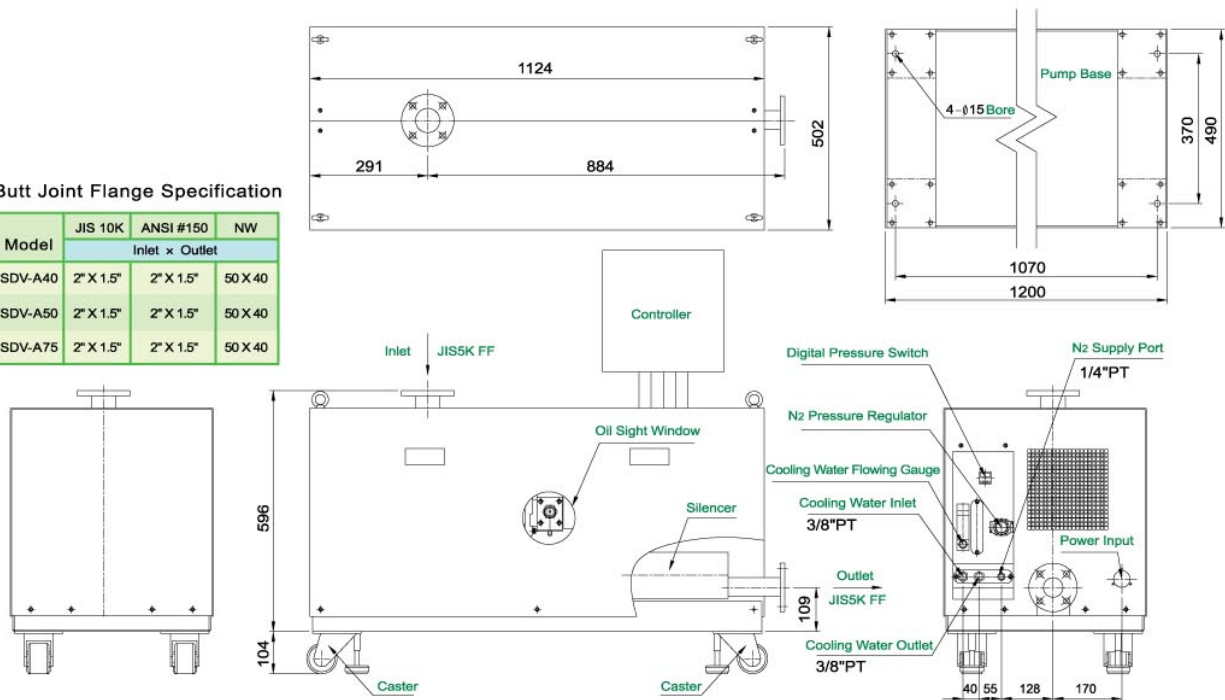 1124
502
291
884
Pump Base
4-ϕ15 Bore
370
490
1070
1200
Butt Joint Flange Specification
Model
JIS 10K
ANSI #150
NW
Inlet × Outlet
SDV-A40 2" X 1.5" 2" X 1.5" 50 X 40
SDV-A50 2" X 1.5" 2" X 1.5" 50 X 40
SDV-A75 2" X 1.5" 2" X 1.5" 50 X 40
Controller
Inlet JIS5K FF
Oil Sight Window
Silencer
596
Outlet
JIS5K FF
109
104
Caster
Caster
Digital Pressure Switch
N2 Supply Port
1/4"PT
N2 Pressure Regulator
Cooling Water Flowing Gauge
Cooling Water Inlet
3/8"PT
Power Input
Cooling Water Outlet
3/8"PT
40 55 128 170